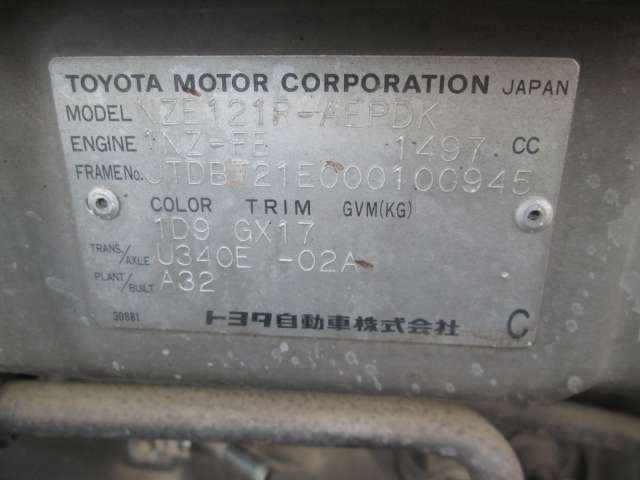 TOYOTA MOTOR CORPORATION JAPAN
MODEL NZE121R-AEPDK
ENGINE 1NZ-FE 1497 CC
FRAME No. JTDBT21E000100945
COLOR TRIM GVM(KG)
1D9 GX17
TRANS./AXLE U340E -02A
PLANT/BUILT A32
30881 トヨタ自動車株式会社 C